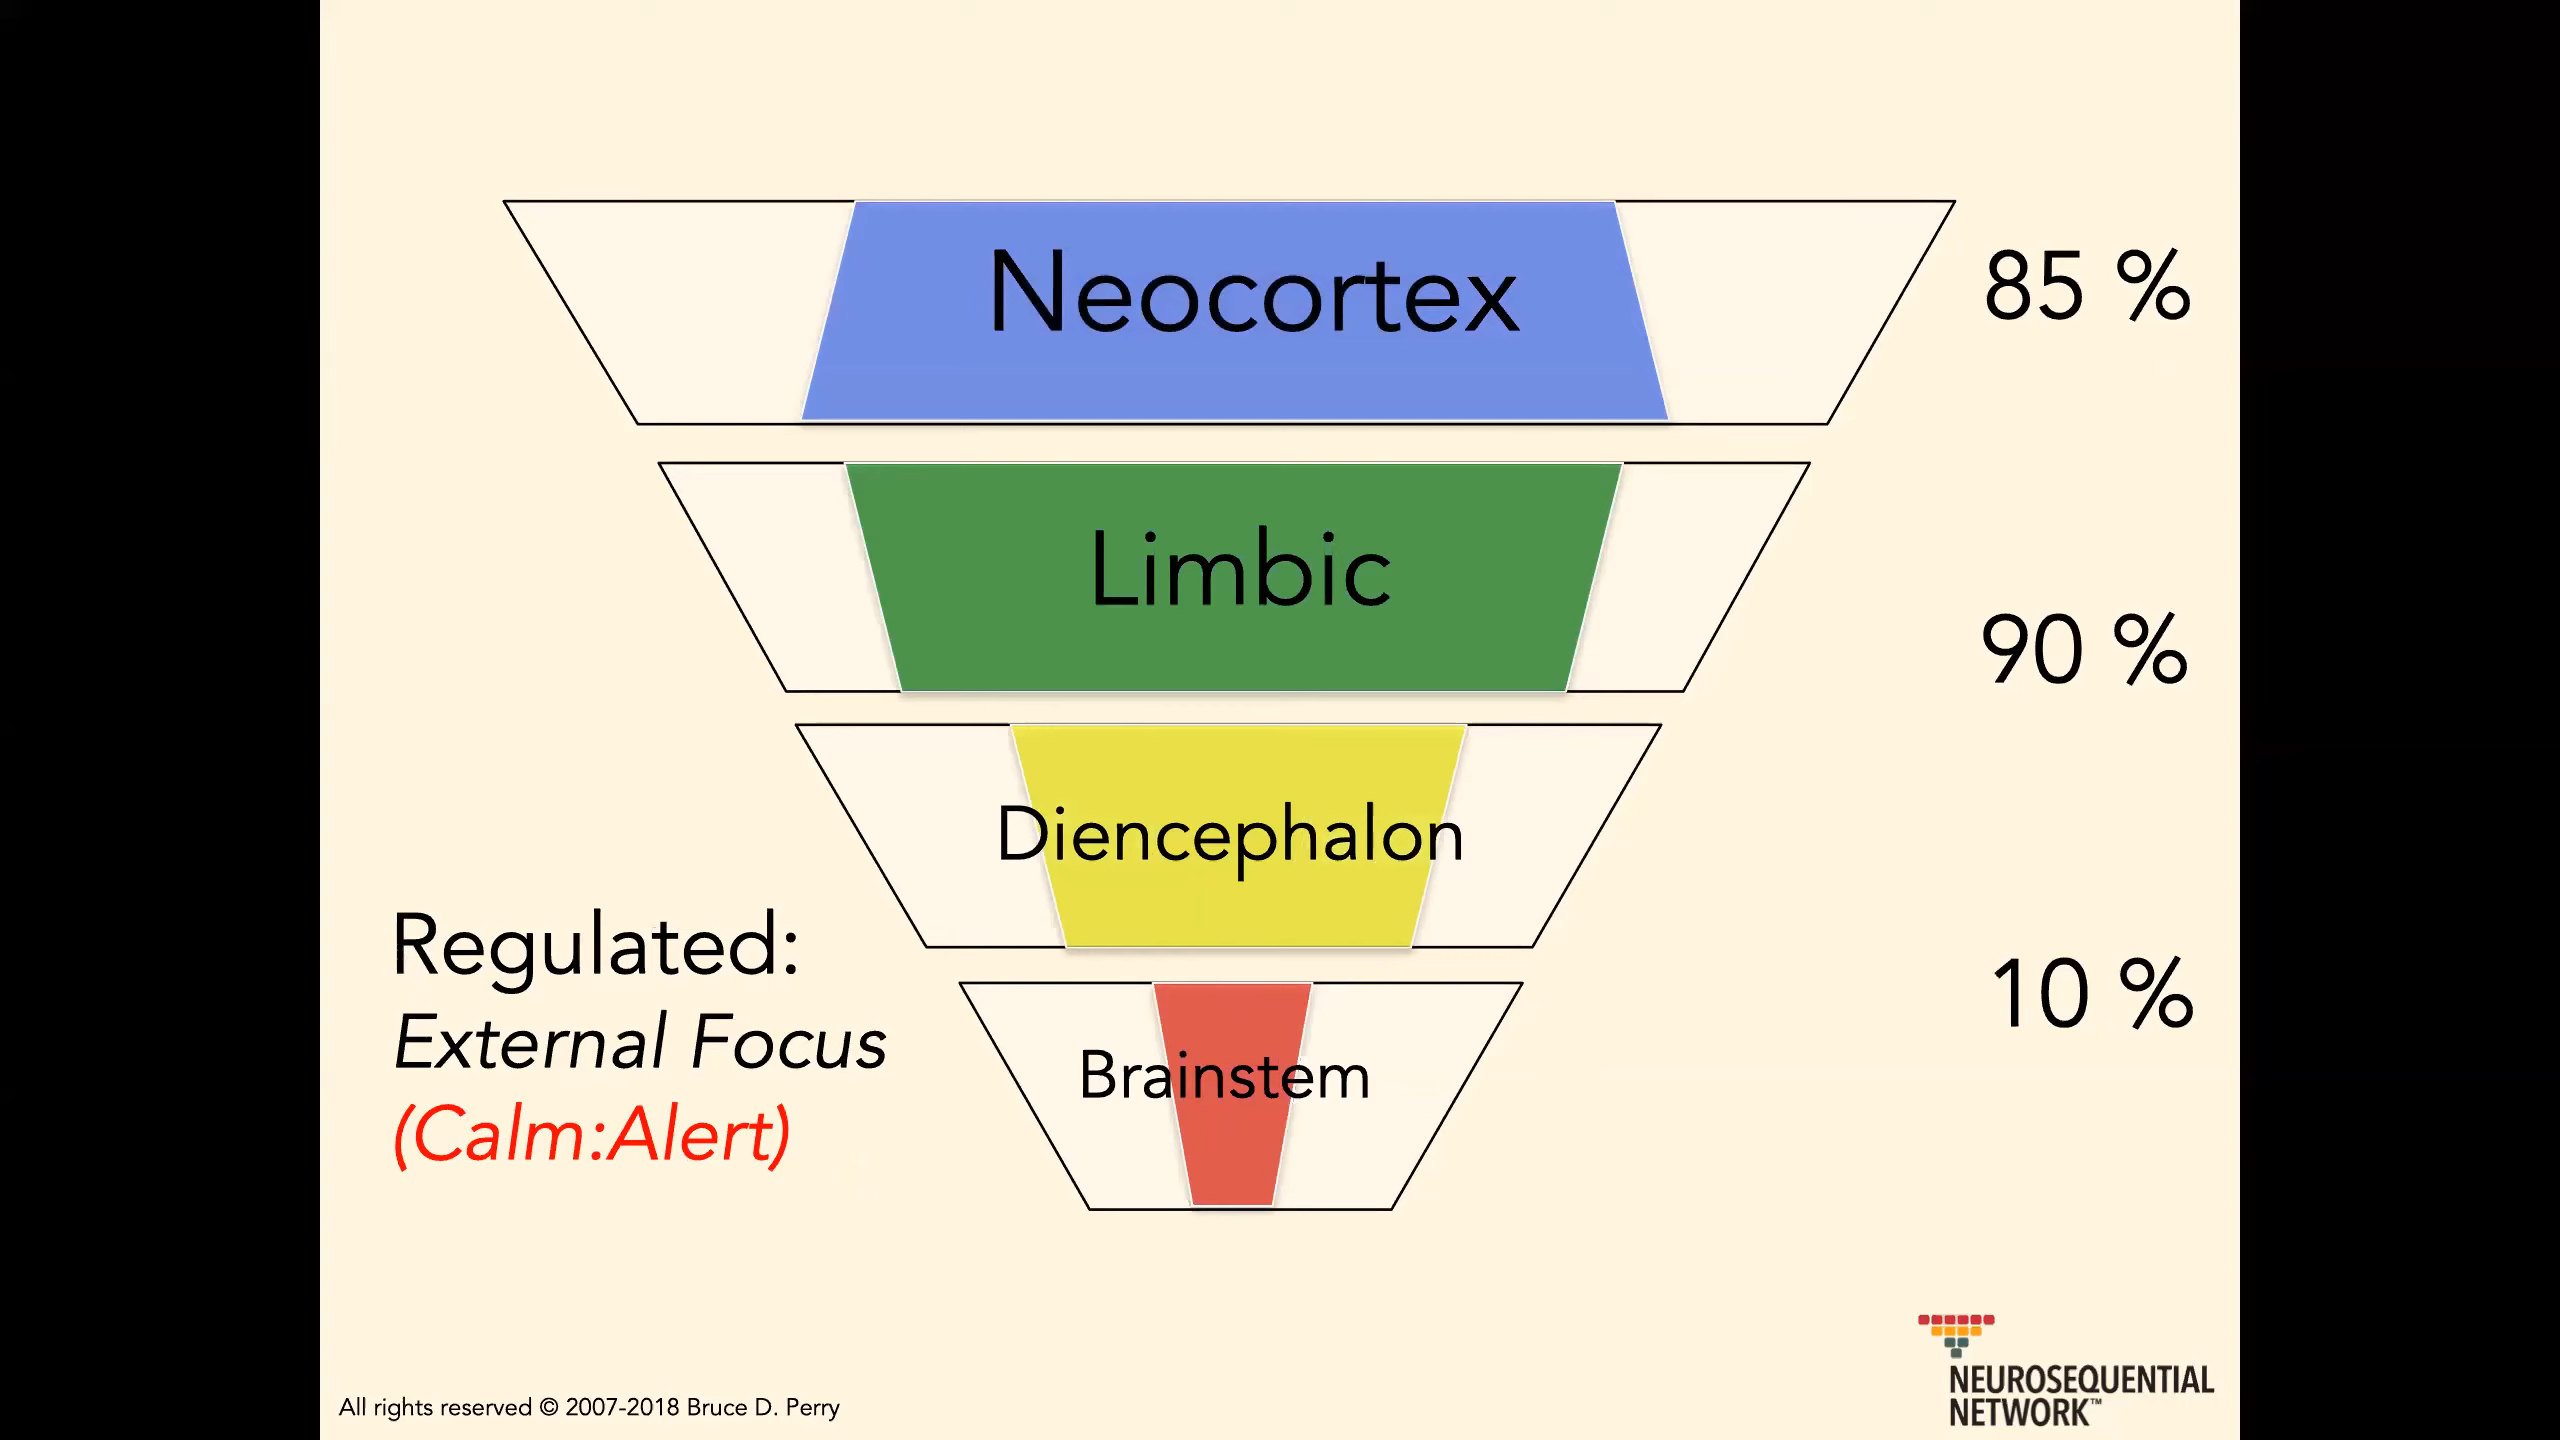 Neocortex
85 %
Limbic
90 %
Diencephalon
Regulated:
External Focus
(Calm:Alert)
10 %
Brainstem
All rights reserved © 2007-2018 Bruce D. Perry
NEUROSEQUENTIAL
NETWORK™